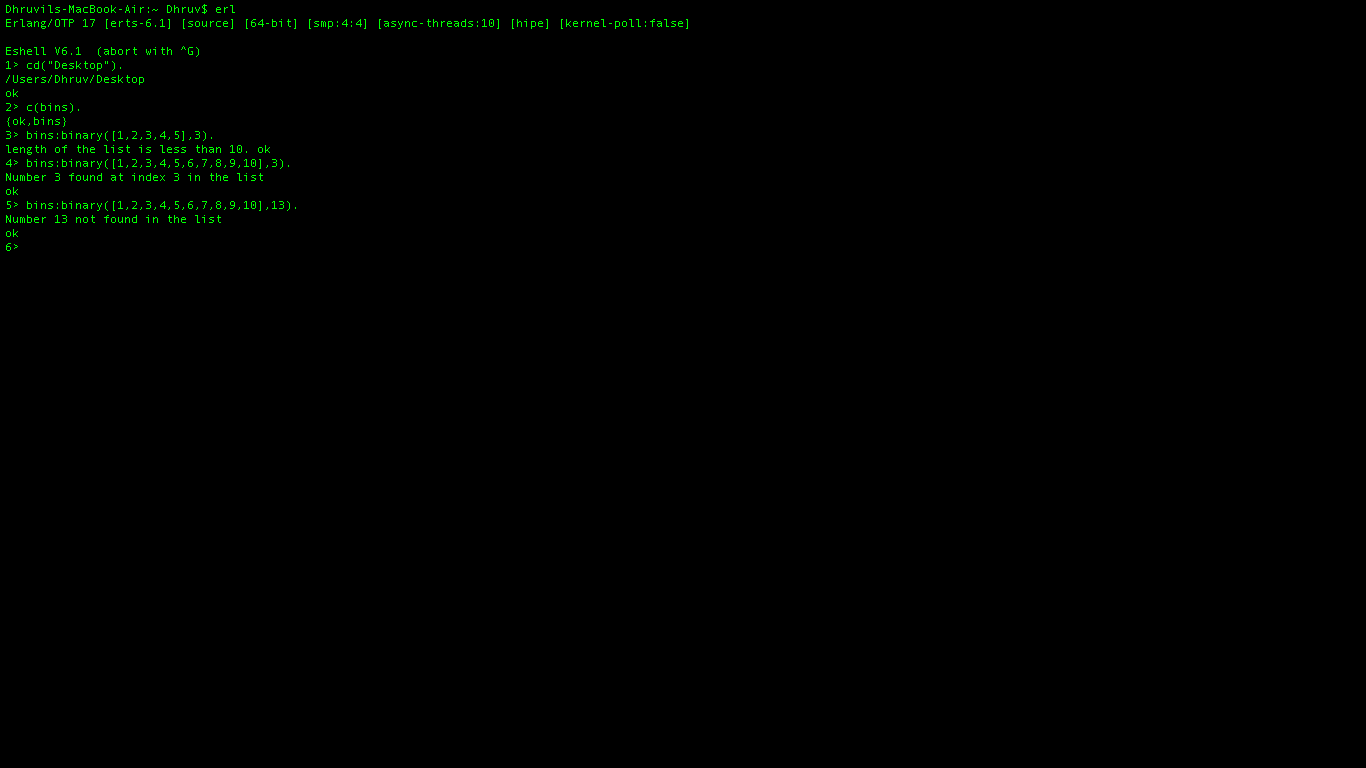 Dhruvils-MacBook-Air:~ Dhruv$ erl
Erlang/OTP 17 [erts-6.1] [source] [64-bit] [smp:4:4] [async-threads:10] [hipe] [kernel-poll:false]
Eshell V6.1  (abort with ^G)
1> cd("Desktop").
/Users/Dhruv/Desktop
ok
2> c(bins).
{ok,bins}
3> bins:binary([1,2,3,4,5],3).
length of the list is less than 10. ok
4> bins:binary([1,2,3,4,5,6,7,8,9,10],3).
Number 3 found at index 3 in the list
ok
5> bins:binary([1,2,3,4,5,6,7,8,9,10],13).
Number 13 not found in the list
ok
6>